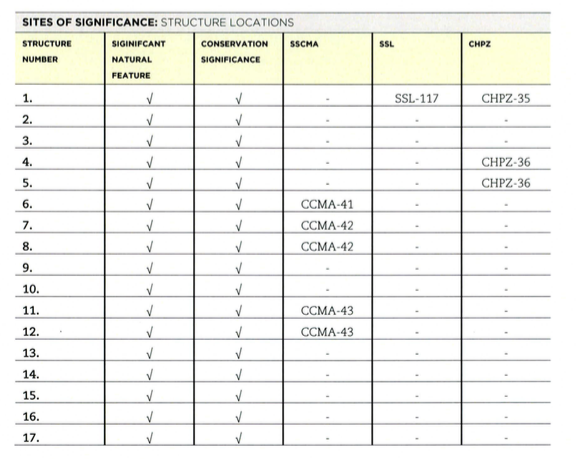 SITES OF SIGNIFICANCE: STRUCTURE LOCATIONS
STRUCTURE NUMBER SIGINIFCANT NATURAL FEATURE CONSERVATION SIGNIFICANCE SSCMA SSL CHPZ
1. √ √ - SSL-117 CHPZ-35
2. √ √ - - -
3. √ √ - - -
4. √ √ - - CHPZ-36
5. √ √ - - CHPZ-36
6. √ √ CCMA-41 - -
7. √ √ CCMA-42 - -
8. √ √ CCMA-42 - -
9. √ √ - - -
10. √ √ - - -
11. √ √ CCMA-43 - -
12. √ √ CCMA-43 - -
13. √ √ - - -
14. √ √ - - -
15. √ √ - - -
16. √ √ - - -
17. √ √ - - -